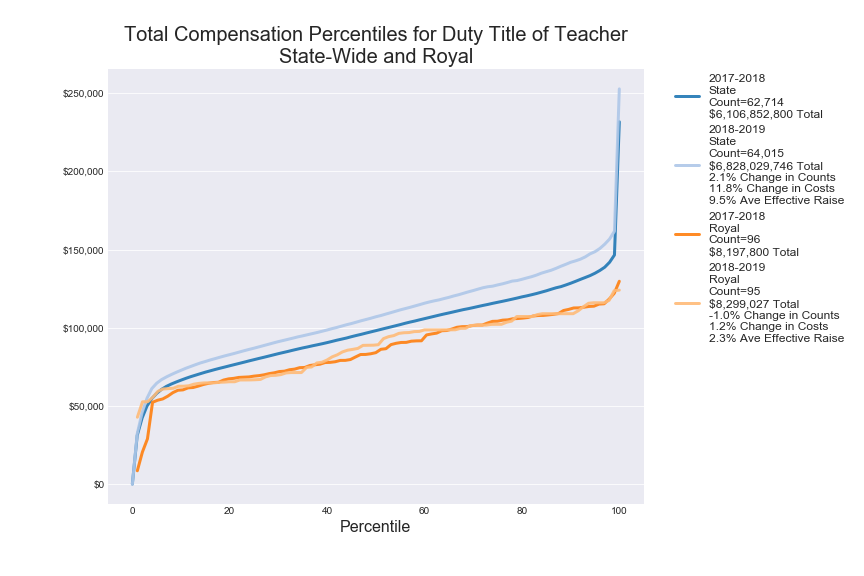 Total Compensation Percentiles for Duty Title of Teacher
State-Wide and Royal
$250,000
$200,000
$150,000
$100,000
$50,000
$0
0
20
40
60
80
100
Percentile
2017-2018
State
Count=62,714
$6,106,852,800 Total
2018-2019
State
Count=64,015
$6,828,029,746 Total
2.1% Change in Counts
11.8% Change in Costs
9.5% Ave Effective Raise
2017-2018
Royal
Count=96
$8,197,800 Total
2018-2019
Royal
Count=95
$8,299,027 Total
-1.0% Change in Counts
1.2% Change in Costs
2.3% Ave Effective Raise